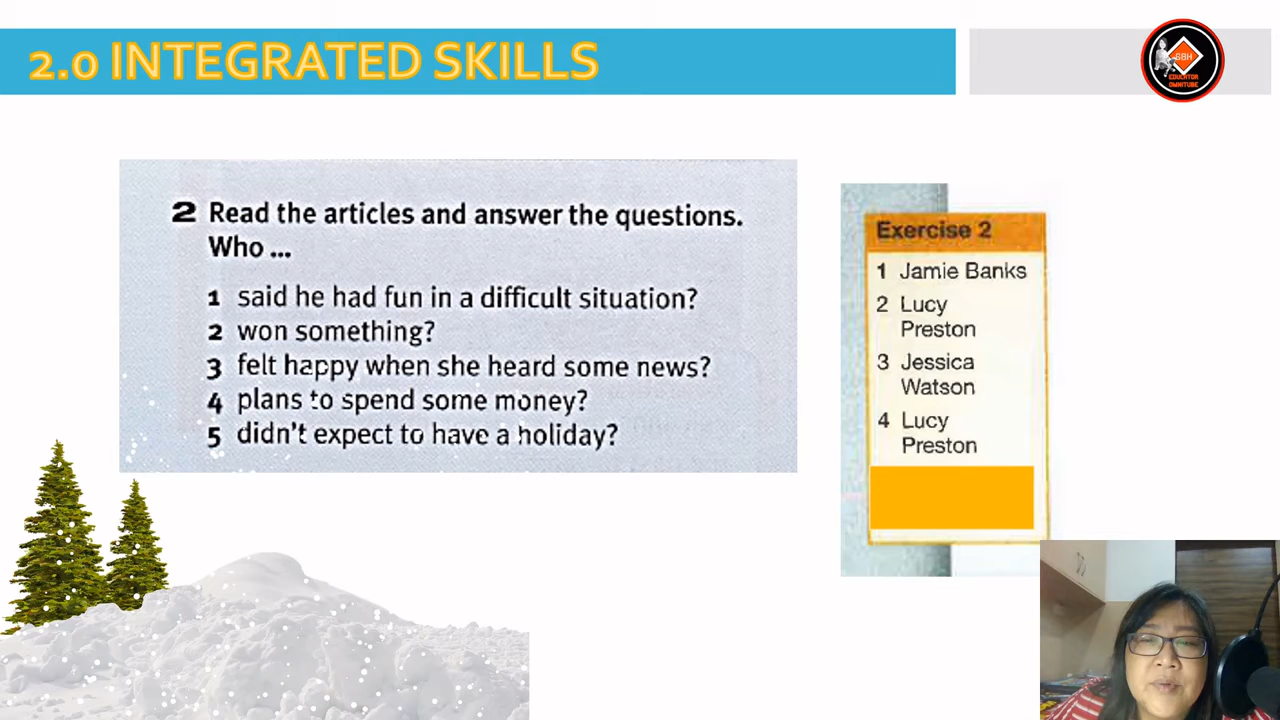 2.0 INTEGRATED SKILLS
GBH
EDUCATOR
OMNITUBE
2 Read the articles and answer the questions.
Who ...
1 said he had fun in a difficult situation?
2 won something?
3 felt happy when she heard some news?
4 plans to spend some money?
5 didn't expect to have a holiday?
Exercise 2
1 Jamie Banks
2 Lucy
Preston
3 Jessica
Watson
4 Lucy
Preston